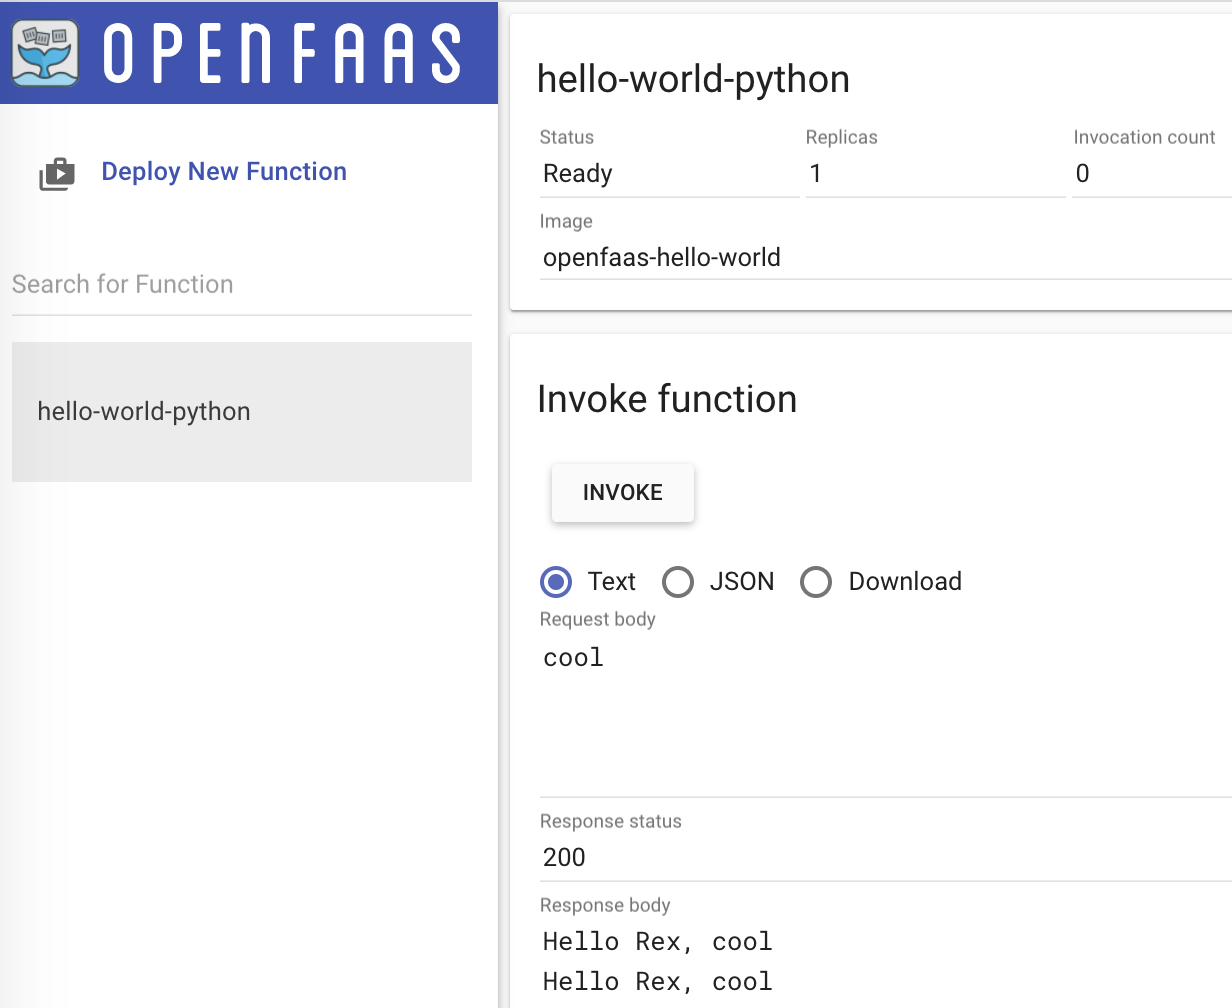 OPENFAAS
Deploy New Function
Search for Function
hello-world-python
hello-world-python
Status Replicas Invocation count
Ready 1 0
Image
openfaas-hello-world
Invoke function
INVOKE
Text JSON Download
Request body
cool
Response status
200
Response body
Hello Rex, cool
Hello Rex, cool